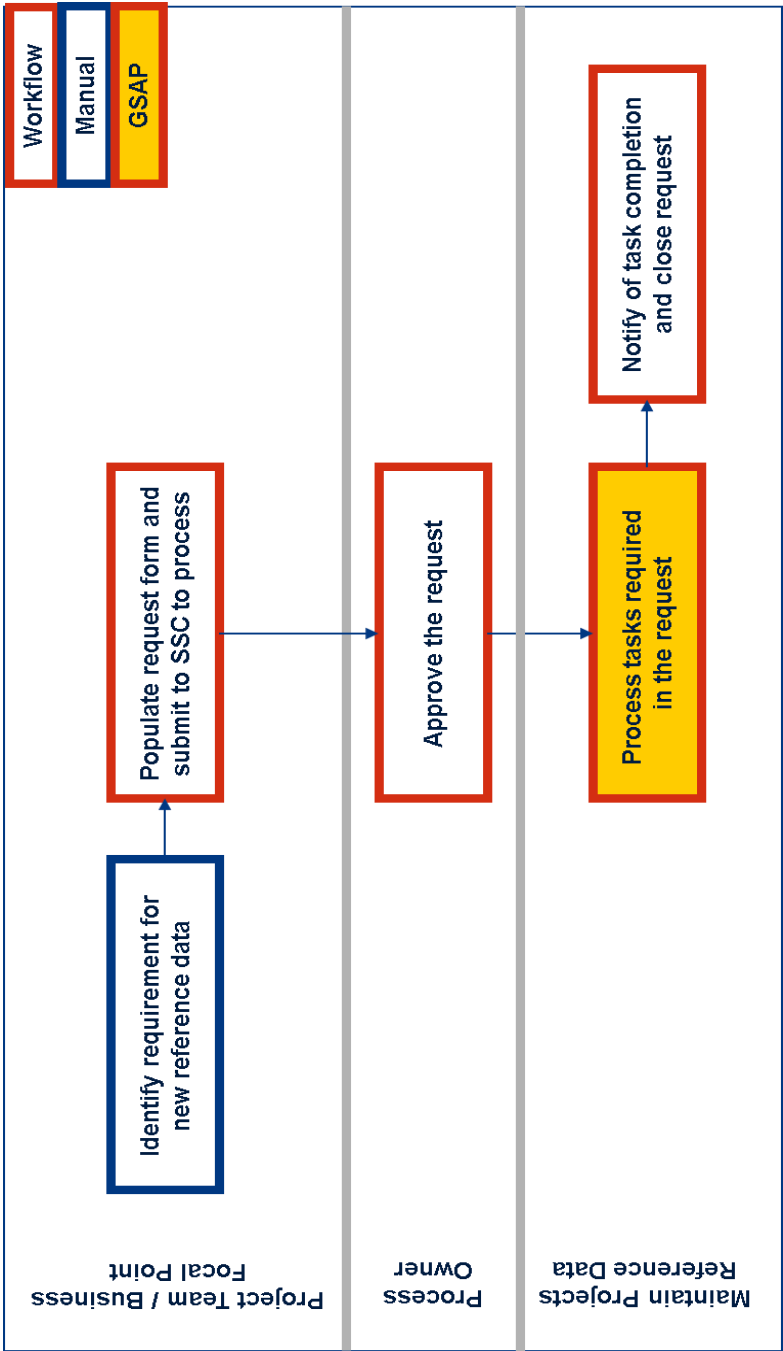 Workflow
Manual
GSAP
Project Team / Business
Focal Point
Identify requirement for
new reference data
Populate request form and
submit to SSC to process
Process
Owner
Approve the request
Maintain Projects
Reference Data
Process tasks required
in the request
Notify of task completion
and close request